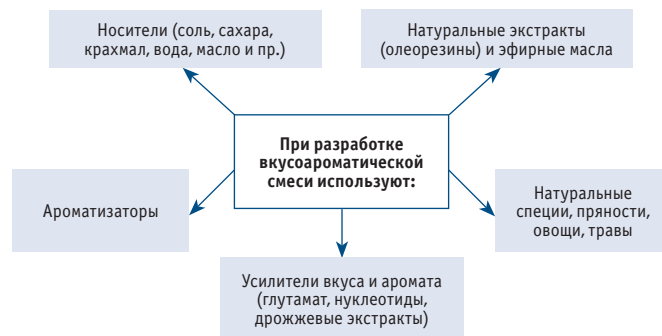 Носители (соль, сахара,
крахмал, вода, масло и пр.)
Натуральные экстракты
(олеорезины) и эфирные масла
При разработке
вкусоароматической
смеси используют:
Ароматизаторы
Натуральные
специи, пряности,
овощи, травы
Усилители вкуса и аромата
(глутамат, нуклеотиды,
дрожжевые экстракты)